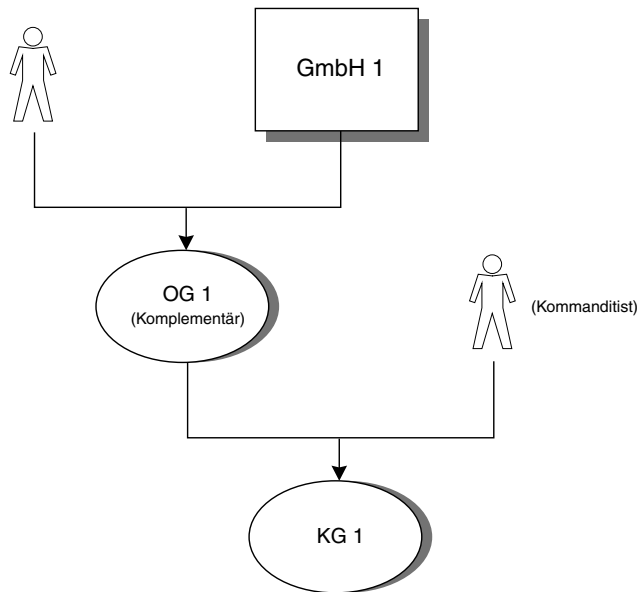 GmbH 1
OG 1
(Komplementär)
(Kommanditist)
KG 1